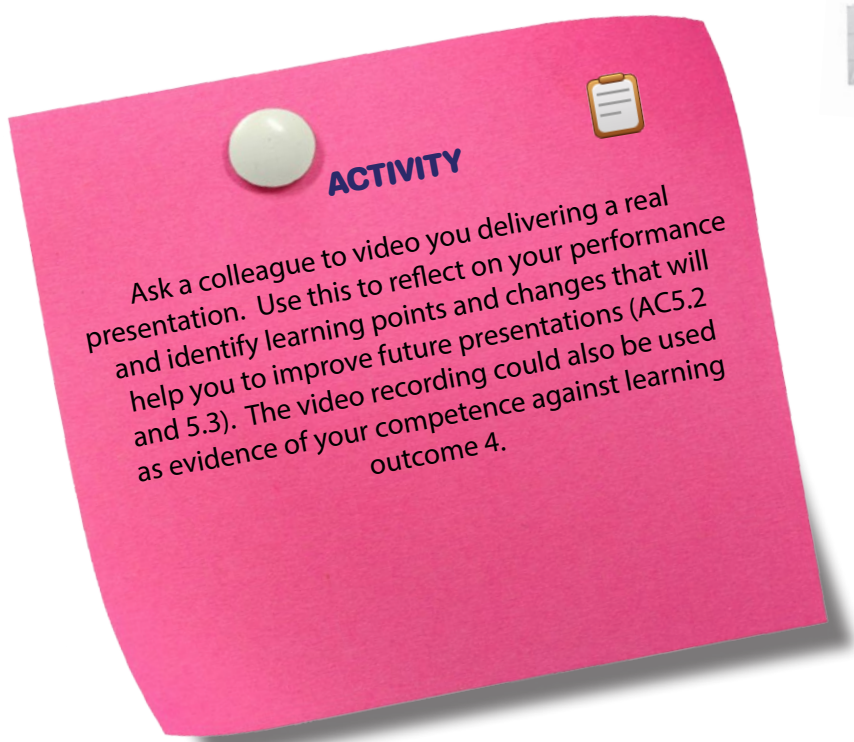 ACTIVITY
Ask a colleague to video you delivering a real
presentation.  Use this to reflect on your performance
and identify learning points and changes that will
help you to improve future presentations (AC5.2
and 5.3).  The video recording could also be used
as evidence of your competence against learning
outcome 4.